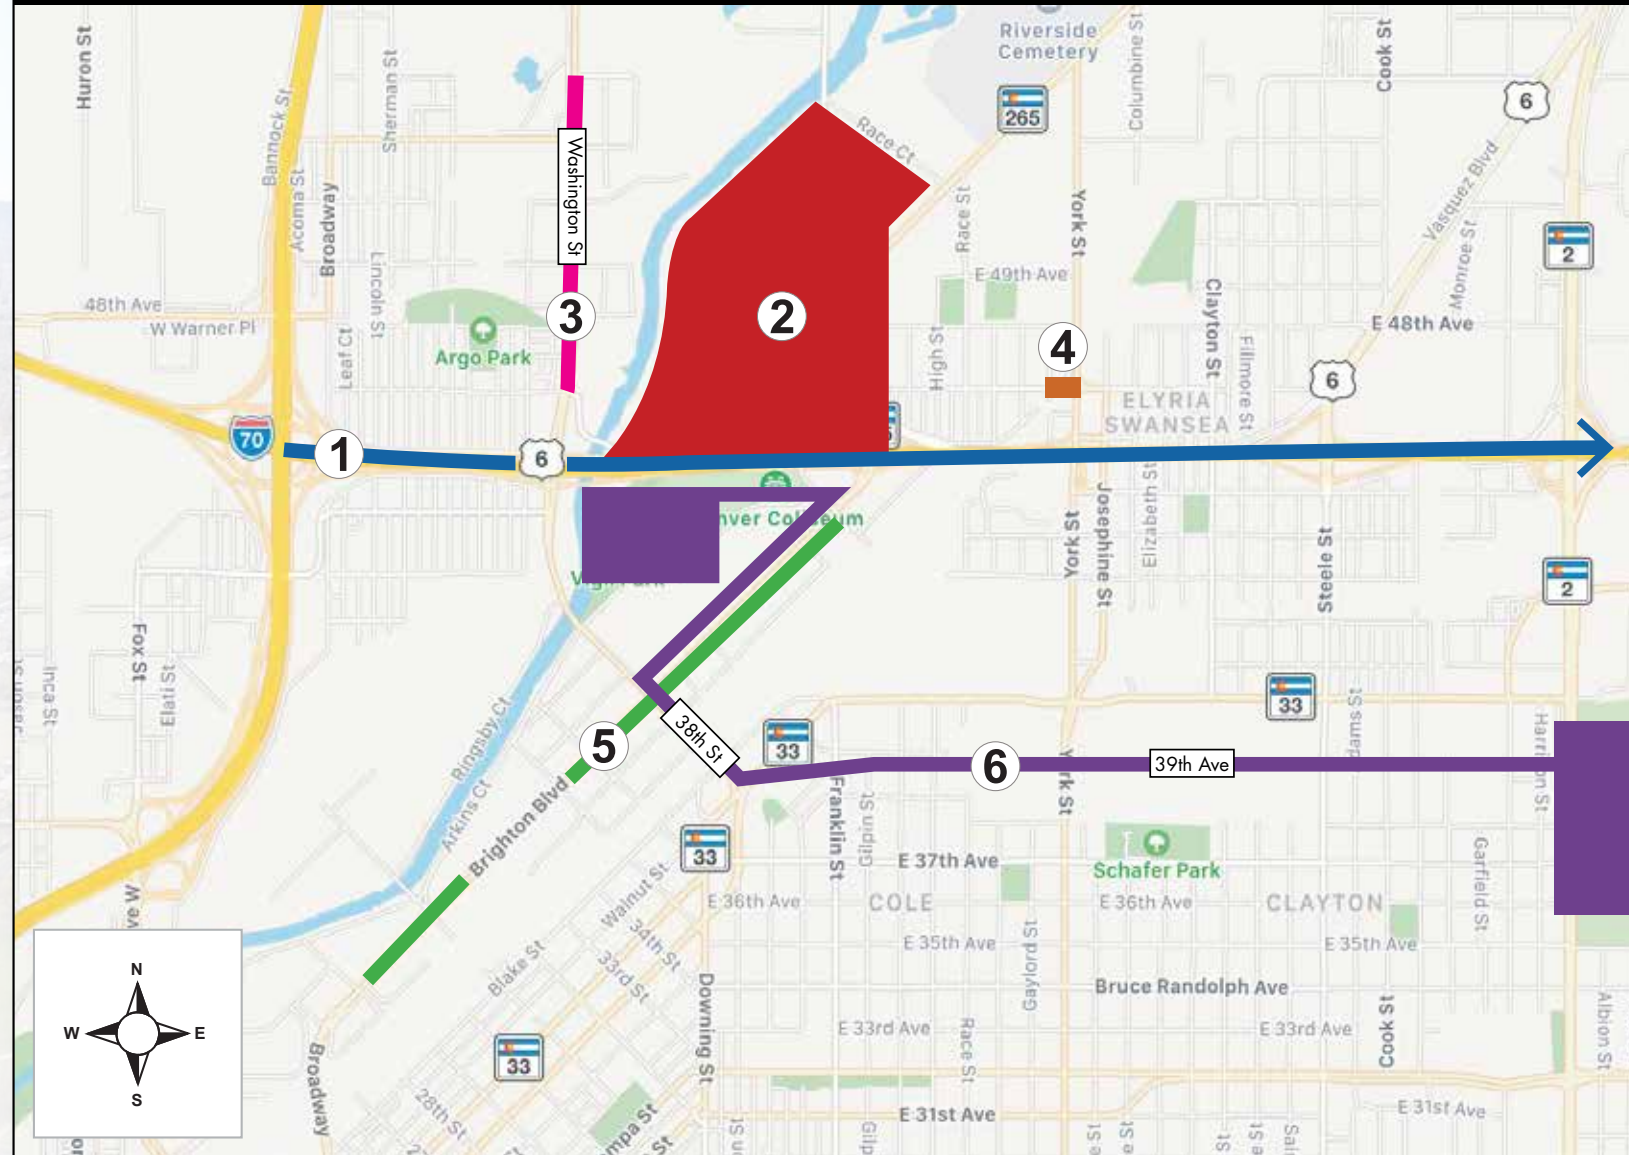 Huron St
Bannock St
Acoma St
Broadway
Sherman St
Lincoln St
Leaf Ct
48th Ave
W Warner Pl
Argo Park
Washington St
3
2
Race Ct
Riverside
Cemetery
265
Columbine St
York St
Race St
E 49th Ave
High St
4
Cook St
6
Vasquez Blvd
Monroe St
2
Clayton St
E 48th Ave
Fillmore St
6
ELYRIA
SWANSEA
70
1
6
nver Col
eum
York St
Josephine St
Elizabeth St
Steele St
2
Fox St
Elati St
Inca St
Ringsby Ct
Arkins Ct
Brighton Blvd
5
38th St
33
6
39th Ave
33
York St
Franklin St
Gilpin St
33
E 37th Ave
Schafer Park
E 36th Ave
COLE
E 36th Ave
CLAYTON
E 35th Ave
E 35th Ave
Garfield St
Walnut St
34th St
33rd St
Blake St
Gaylord St
Bruce Randolph Ave
Downing St
E 33rd Ave
Race St
E 33rd Ave
Cook St
Albion St
33
Broadway
28th St
E 31st Ave
E 31st Ave
N
W
E
S